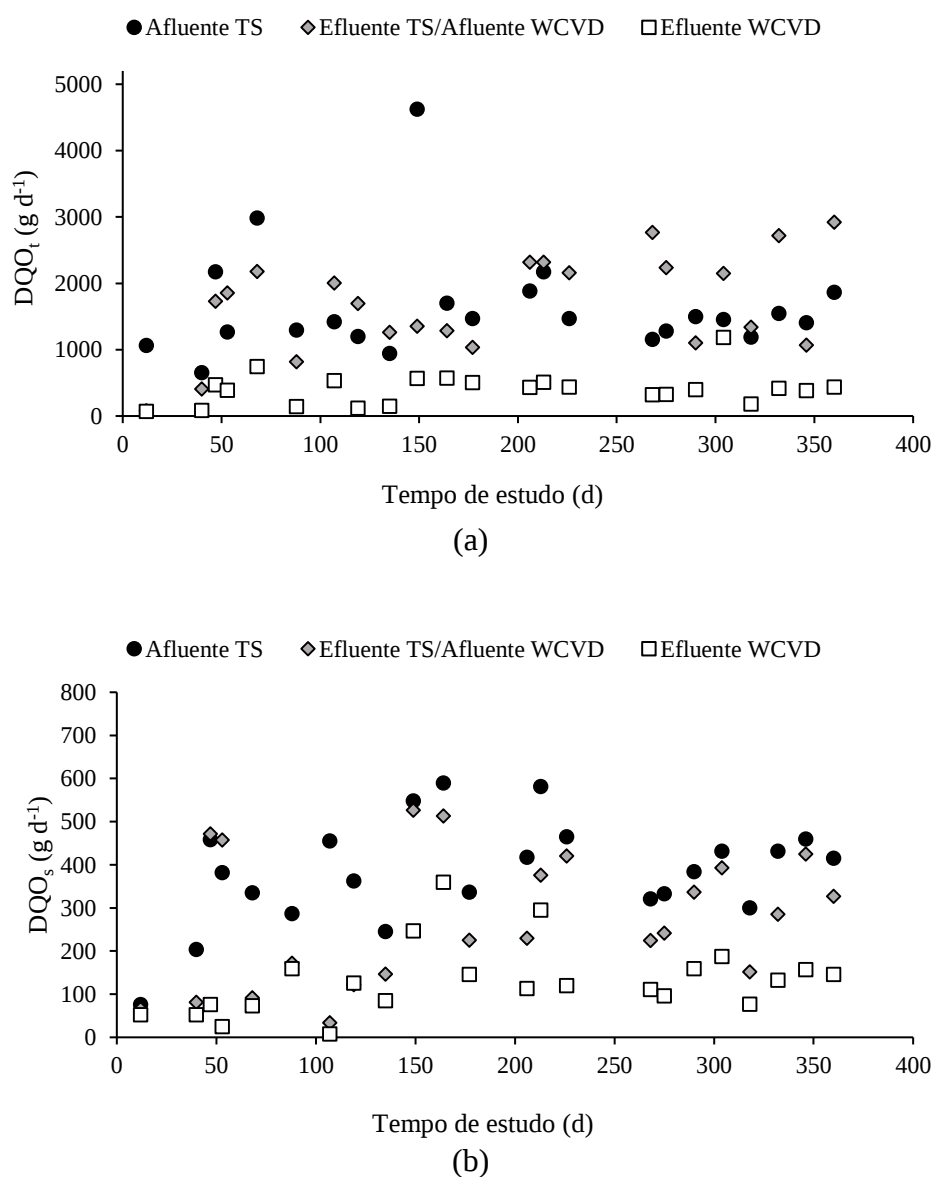 (a)
Afluente TS Efluente TS/Afluente WCVD Efluente WCVD
5000
4000
3000
2000
1000
0
DQOt (g d-1)
0 50 100 150 200 250 300 350 400
Tempo de estudo (d)
(a)
Afluente TS Efluente TS/Afluente WCVD Efluente WCVD
800
700
600
500
400
300
200
100
0
DQOs (g d-1)
0 50 100 150 200 250 300 350 400
Tempo de estudo (d)
(b)